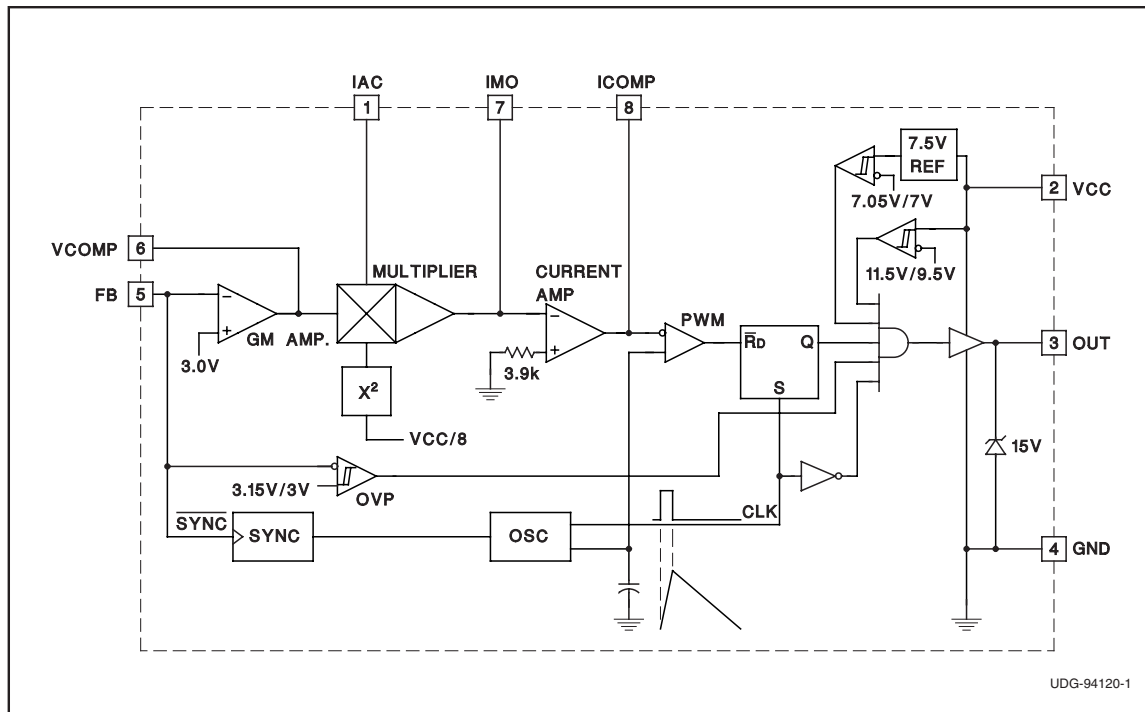 IAC
IMO
ICOMP
1
7
8
7.5V
REF
2
VCC
7.05V/7V
VCOMP
6
11.5V/9.5V
MULTIPLIER
CURRENT
AMP
FB
5
−
+
GM AMP.
3.0V
−
+
3.9k
PWM
R̅D
Q
S
3
OUT
X²
VCC/8
15V
3.15V/3V
OVP
S̅Y̅N̅C̅
SYNC
OSC
CLK
4
GND
UDG-94120-1